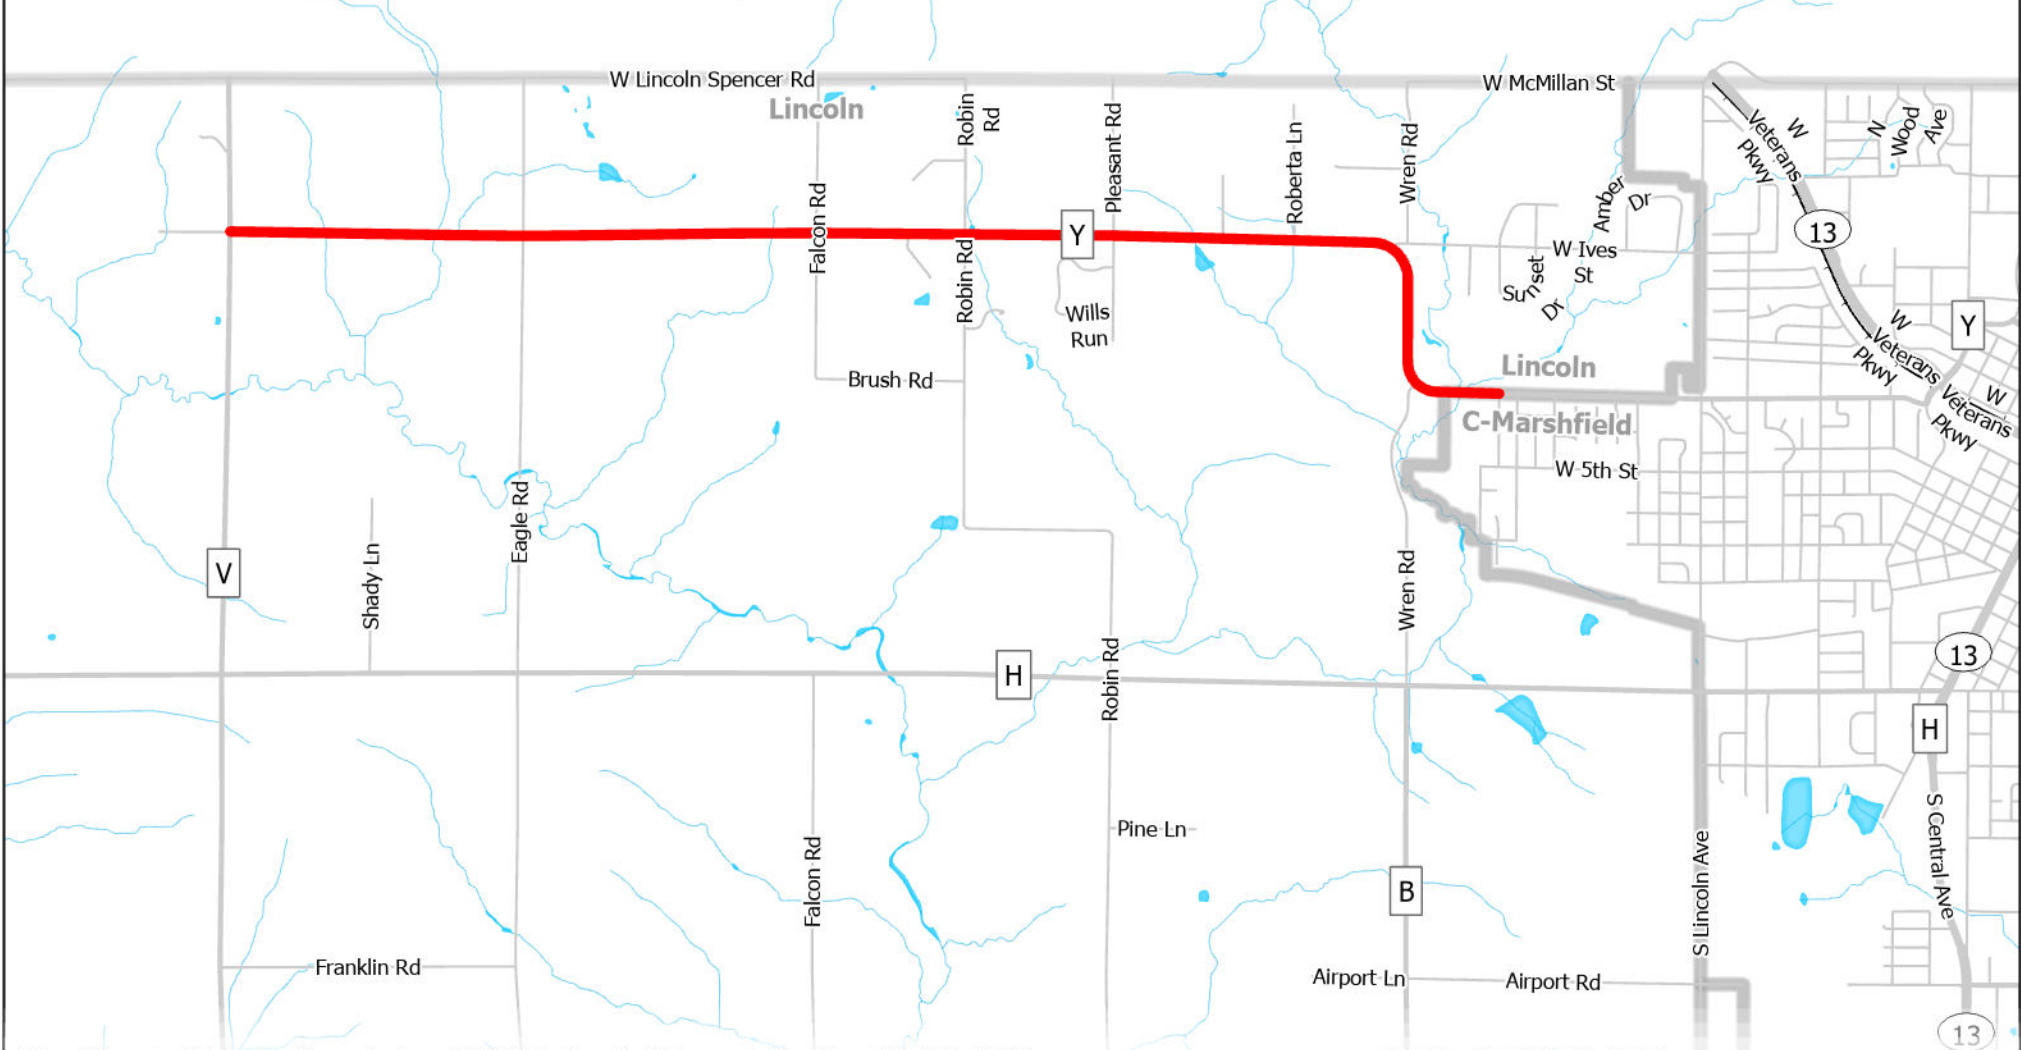 W Lincoln Spencer Rd
W McMillan St
Lincoln
Robin
Rd
Pleasant Rd
Roberta Ln
Wren Rd
W
Veterans
Pkwy
N
Wood
Ave
Falcon Rd
Amber
Dr
13
Y
Robin Rd
W Ives
St
Sunset
Dr
Wills
Run
W
Veterans
Pkwy
Y
Brush Rd
Lincoln
C-Marshfield
W
Veterans
Pkwy
W 5th St
Eagle Rd
V
Shady Ln
Wren Rd
H
Robin Rd
13
H
Pine Ln
Falcon Rd
B
S Lincoln Ave
S Central Ave
Franklin Rd
Airport Ln
Airport Rd
13